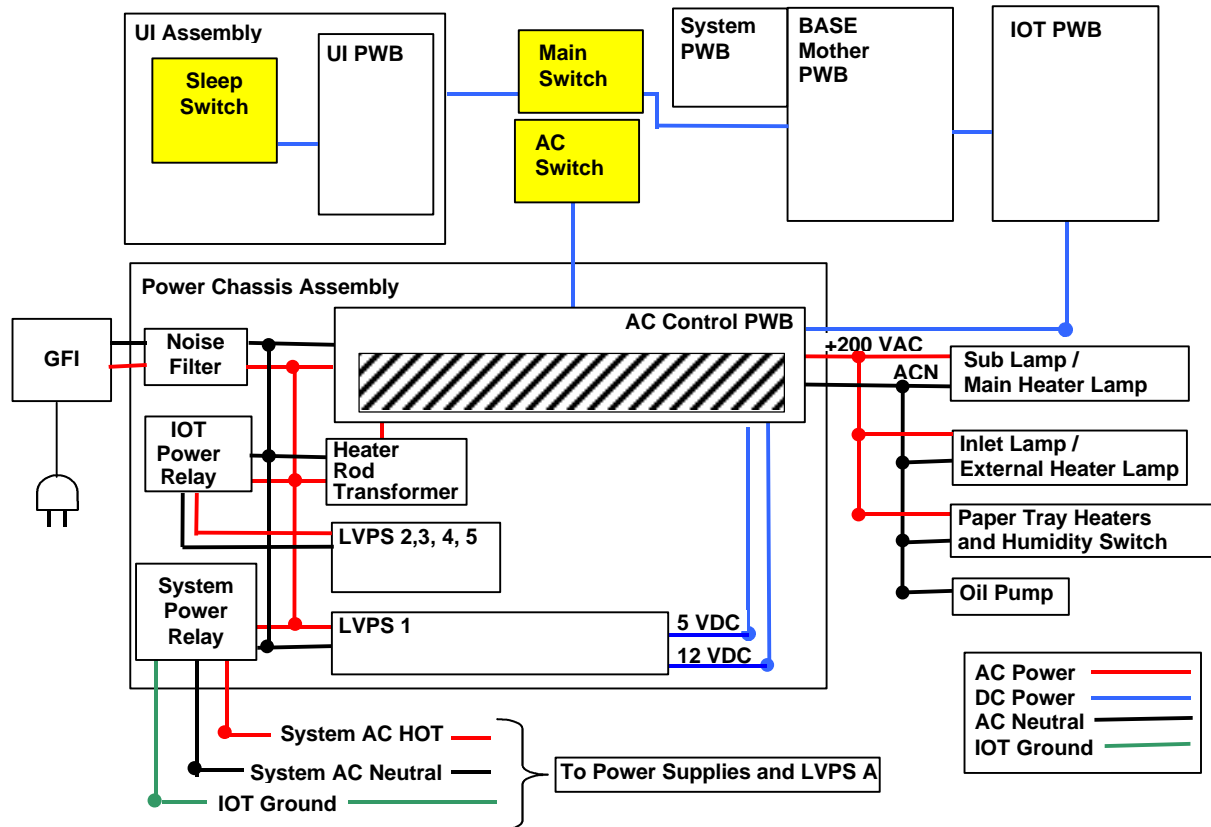 UI Assembly
UI PWB
Sleep
Switch
Main
Switch
AC
Switch
System
PWB
BASE
Mother
PWB
IOT PWB
Power Chassis Assembly
GFI
Noise
Filter
AC Control PWB
+200 VAC
ACN
Sub Lamp /
Main Heater Lamp
IOT
Power
Relay
Heater
Rod
Transformer
Inlet Lamp /
External Heater Lamp
LVPS 2,3, 4, 5
Paper Tray Heaters
and Humidity Switch
System
Power
Relay
LVPS 1
5 VDC
12 VDC
Oil Pump
AC Power
DC Power
AC Neutral
IOT Ground
System AC HOT
System AC Neutral
IOT Ground
To Power Supplies and LVPS A